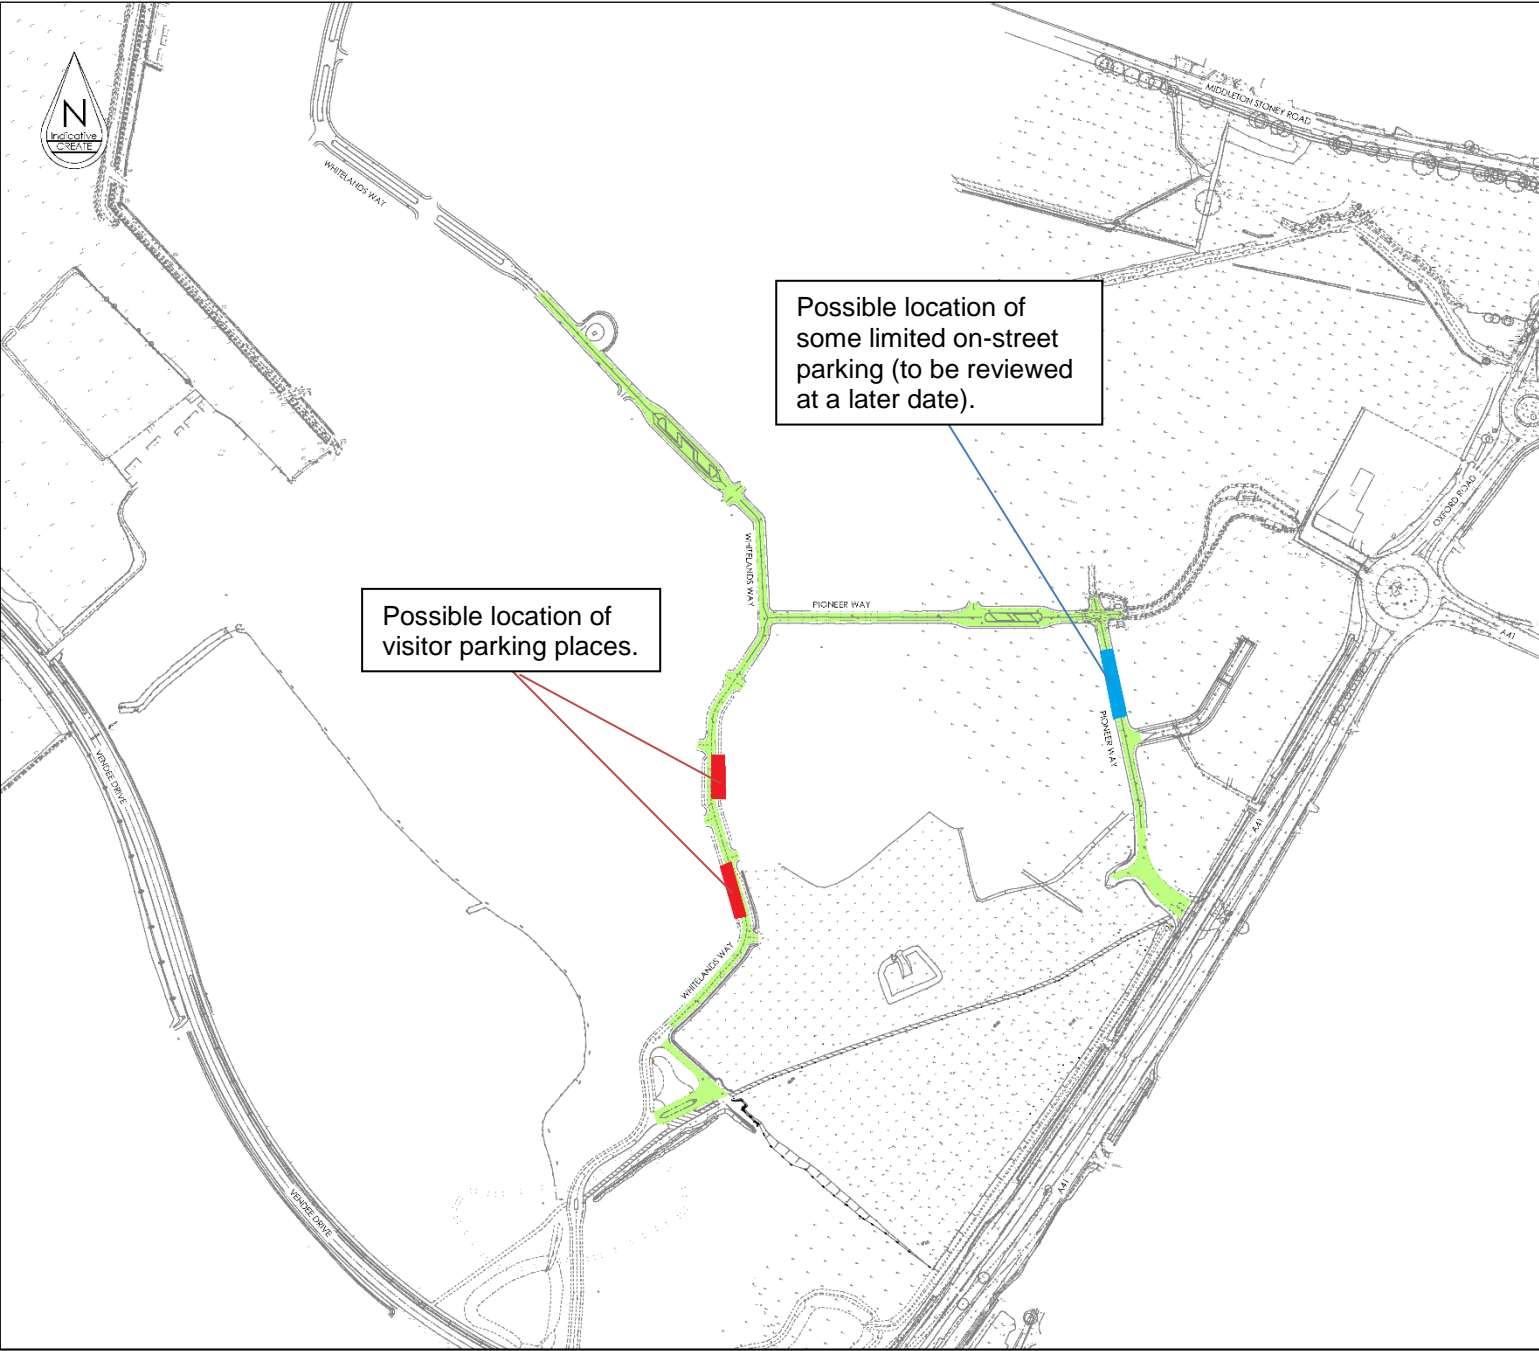 N
Indicative
CREATE
MIDDLETON STONEY ROAD
WHITELANDS WAY
Possible location of
some limited on-street
parking (to be reviewed
at a later date).
OXFORD ROAD
WHITELANDS WAY
PIONEER WAY
Possible location of
visitor parking places.
A41
PIONEER WAY
VENDEE DRIVE
A41
WHITELANDS WAY
A41
VENDEE DRIVE